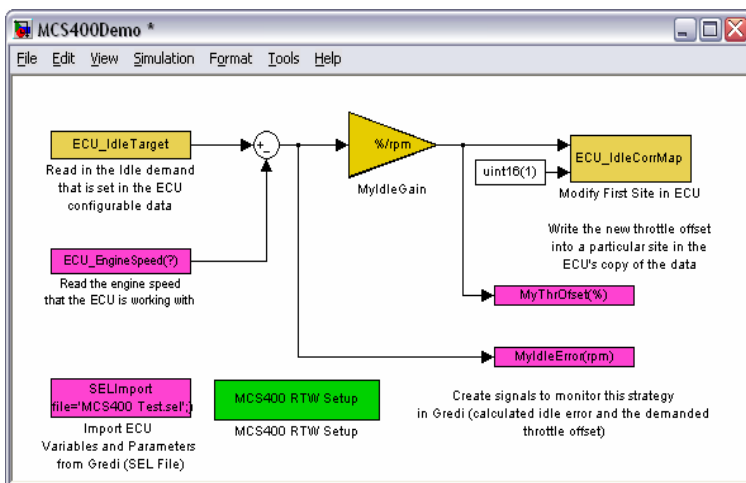 MCS400Demo *
File Edit View Simulation Format Tools Help
ECU_IdleTarget
Read in the Idle demand
that is set in the ECU
configurable data
+_
%/rpm
MyIdleGain
ECU_IdleCorrMap
uint16(1)
Modify First Site in ECU
Write the new throttle offset
into a particular site in the
ECU's copy of the data
ECU_EngineSpeed(?)
Read the engine speed
that the ECU is working with
MyThrOfset(%)
MyIdleError(rpm)
SELImport
file='MCS400 Test.sel';)
Import ECU
Variables and Parameters
from Gredi (SEL File)
MCS400 RTW Setup
MCS400 RTW Setup
Create signals to monitor this strategy
in Gredi (calculated idle error and the demanded
throttle offset)